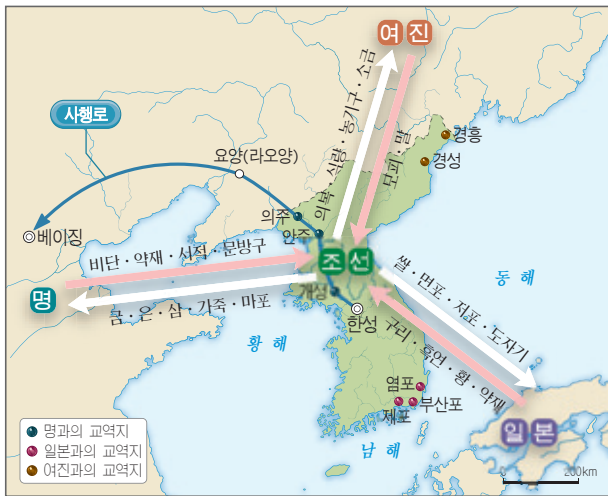 여진
사행로
경흥
경성
요양(라오양)
의복·식량·농기구·소금
모피·말
의주
안주
베이징
비단·약재·서적·문방구
조선
명
금·은·삼·가죽·마포
개성
한성
쌀·면포·저포·도자기
동해
구리·흑연·황·약재
황해
염포
부산포
제포
일본
남해
명과의 교역지
일본과의 교역지
여진과의 교역지
0 200km